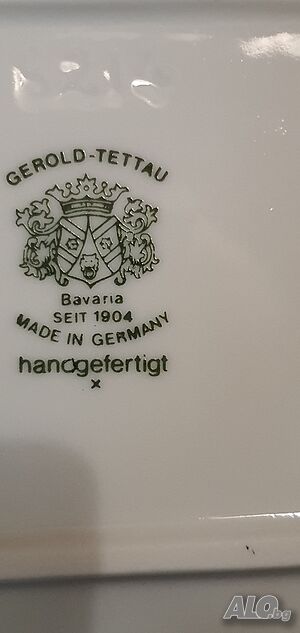 GEROLD-TETTAU
Bavaria
SEIT 1904
MADE IN GERMANY
handgefertigt
x
ALO.bg